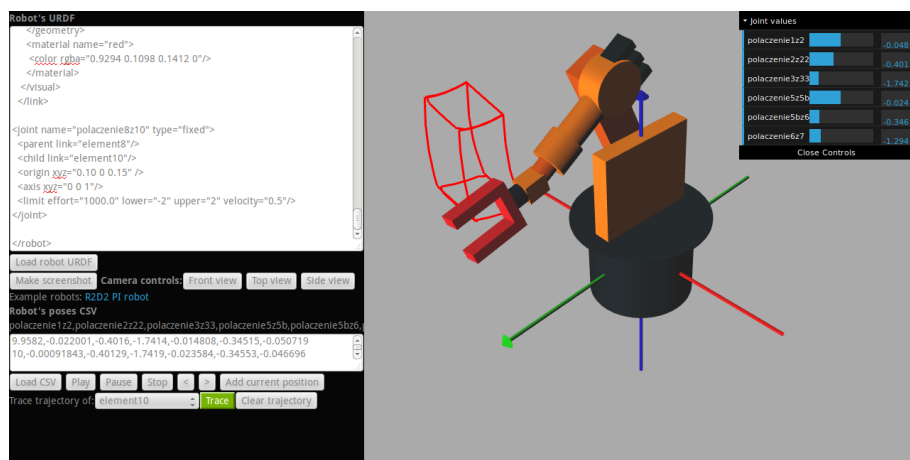 Robot's URDF
</geometry>
<material name="red">
<color rgba="0.9294 0.1098 0.1412 0"/>
</material>
</visual>
</link>
<joint name="polaczenie8z10" type="fixed">
<parent link="element8"/>
<child link="element10"/>
<origin xyz="0.10 0 0.15" />
<axis xyz="0 0 1"/>
<limit effort="1000.0" lower="-2" upper="2" velocity="0.5"/>
</joint>
</robot>
Load robot URDF
Make screenshot Camera controls: Front view Top view Side view
Example robots: R2D2 PI robot
Robot's poses CSV
polaczenie1z2,polaczenie2z22,polaczenie3z33,polaczenie5z5b,polaczenie5bz6,
9.9582,-0.022001,-0.4016,-1.7414,-0.014808,-0.34515,-0.050719
10,-0.00091843,-0.40129,-1.7419,-0.023584,-0.34553,-0.046696
Load CSV Play Pause Stop < > Add current position
Trace trajectory of: element10 Trace Clear trajectory
Joint values
polaczenie1z2 -0.048
polaczenie2z22 -0.401
polaczenie3z33 -1.742
polaczenie5z5b -0.024
polaczenie5bz6 -0.346
polaczenie6z7 -1.294
Close Controls